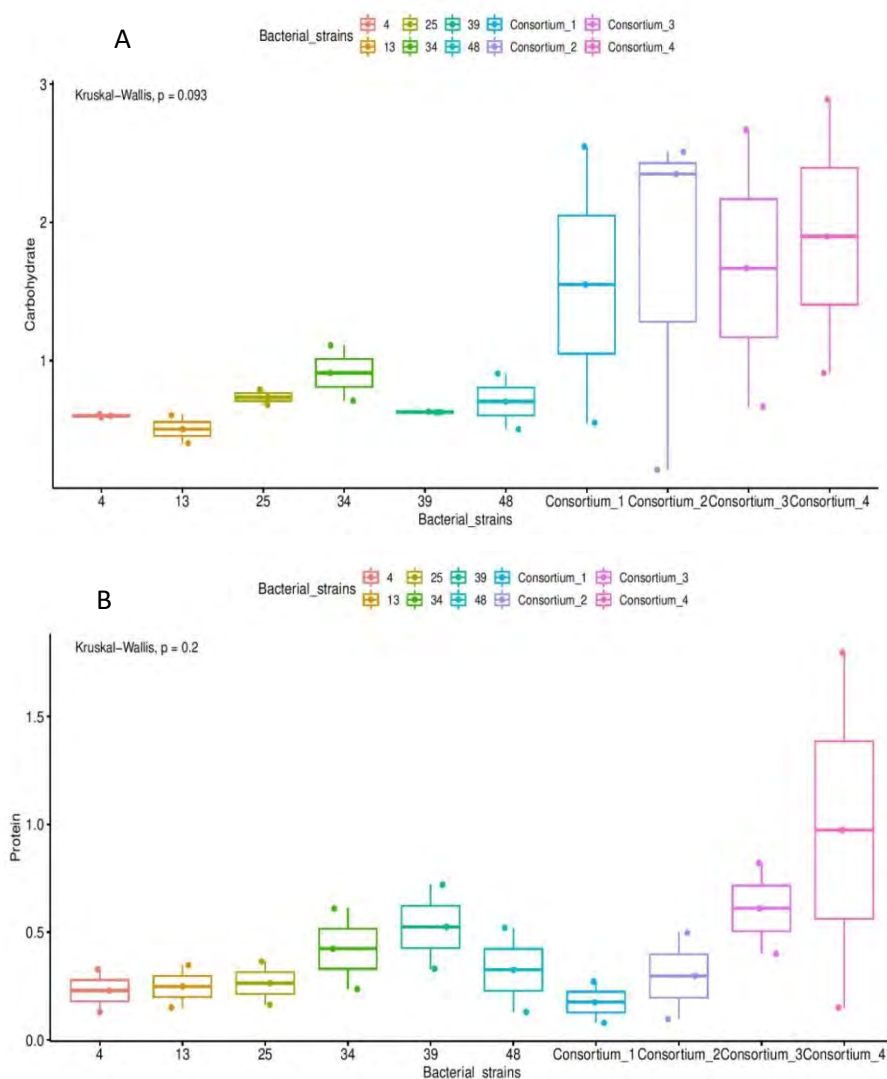 A
Bacterial_strains 4 25 39 Consortium_1 Consortium_3
13 34 48 Consortium_2 Consortium_4
Kruskal-Wallis, p = 0.093
3
2
1
Carbohydrate
4 13 25 34 39 48 Consortium_1 Consortium_2 Consortium_3 Consortium_4
Bacterial_strains
B
Bacterial_strains 4 25 39 Consortium_1 Consortium_3
13 34 48 Consortium_2 Consortium_4
Kruskal-Wallis, p = 0.2
1.5
1.0
0.5
0.0
Protein
4 13 25 34 39 48 Consortium_1 Consortium_2 Consortium_3 Consortium_4
Bacterial_strains